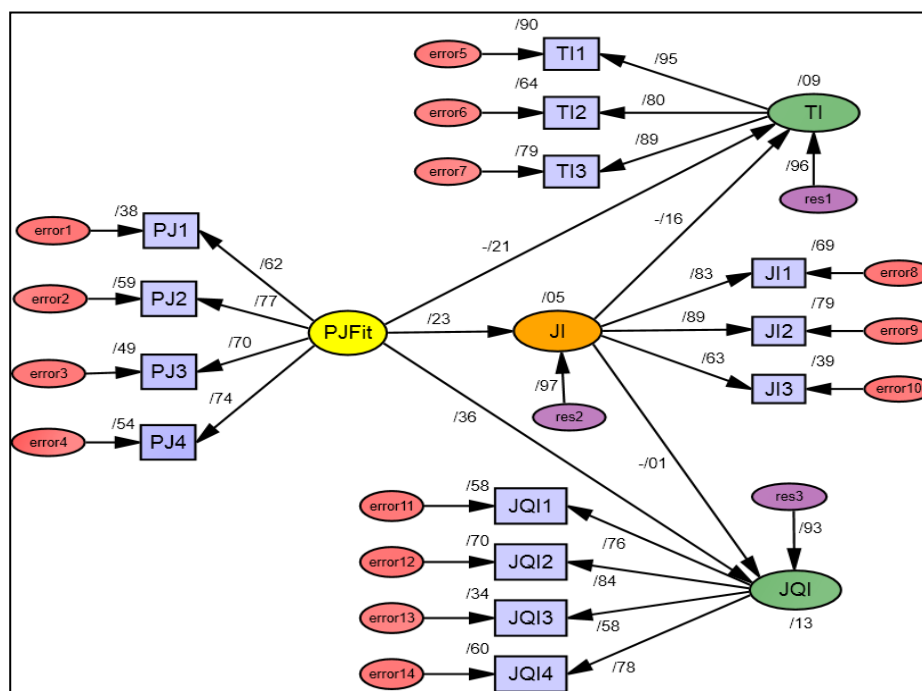 /90
error5
TI1
/95
/09
/64
error6
TI2
/80
TI
/79
error7
TI3
/89
/96
res1
/38
error1
PJ1
/62
-/21
-/16
/69
/83
JI1
error8
/59
error2
PJ2
/77
PJFit
/23
/05
JI
/89
/79
JI2
error9
/49
error3
PJ3
/70
/97
res2
/63
/39
JI3
error10
/54
error4
PJ4
/74
/36
-/01
/58
error11
JQI1
/76
res3
/93
/70
error12
JQI2
/84
JQI
/13
/34
error13
JQI3
/58
/60
error14
JQI4
/78